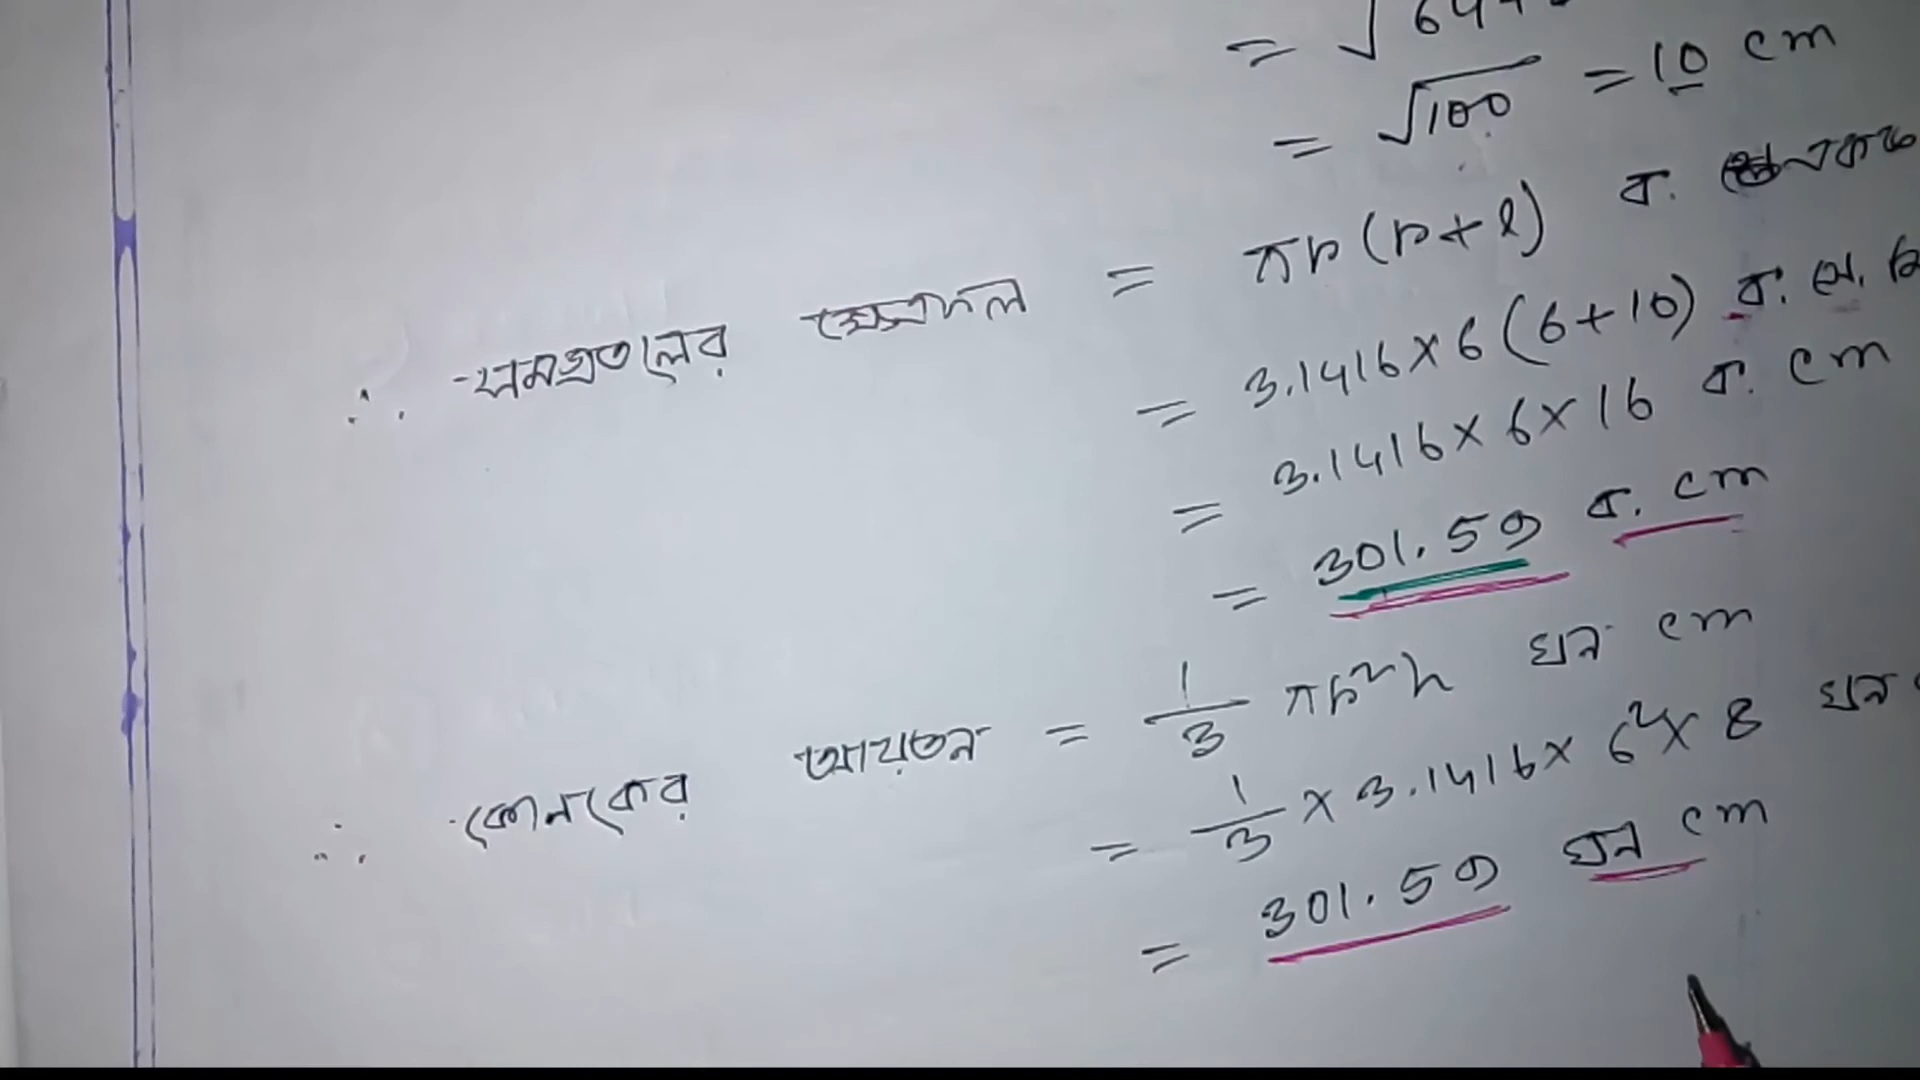 = √64+
= √100 = 10 cm
∴ সমগ্রতলের ক্ষেত্রফল = πr(r+l) ব. একক
= 3.1416×6(6+10) ব. সে. মি
= 3.1416×6×16 ব. cm
= 301.59 ব. cm
∴ কোনকের আয়তন = 1/3 πr²h ঘন cm
= 1/3 × 3.1416×6²×8 ঘন
= 301.59 ঘন cm